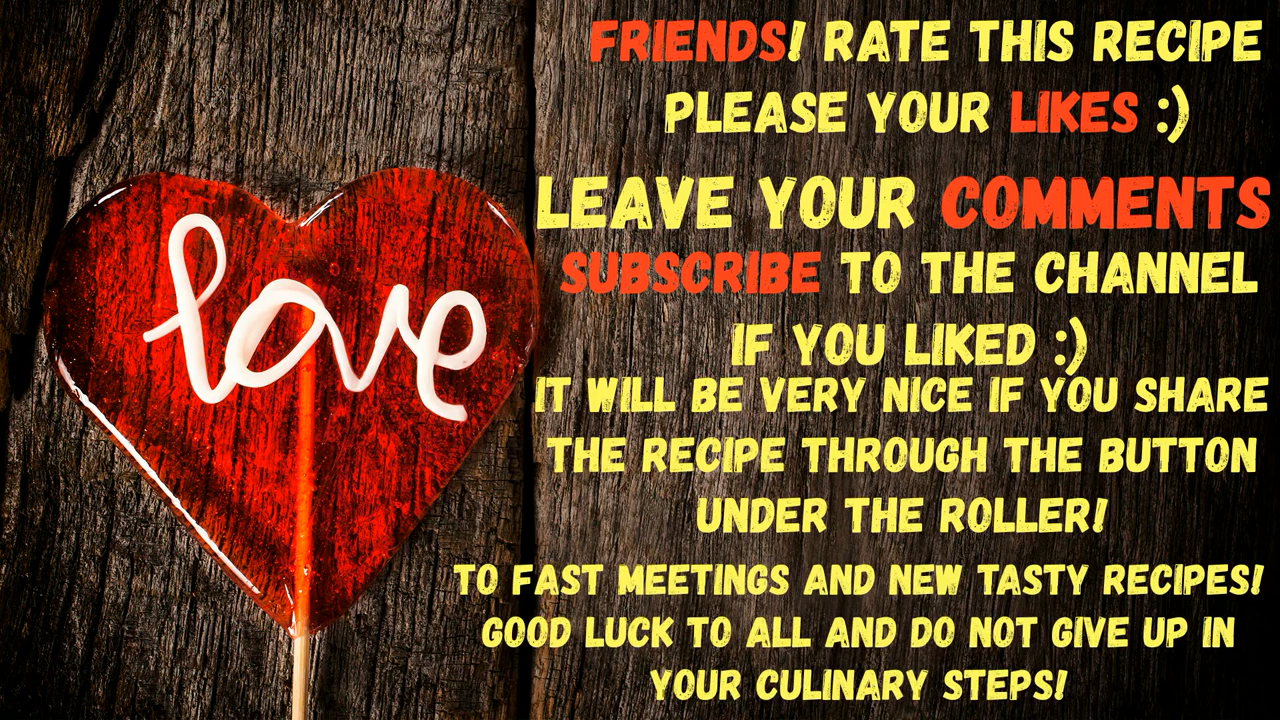 love
FRIENDS! RATE THIS RECIPE
PLEASE YOUR LIKES :)
LEAVE YOUR COMMENTS
SUBSCRIBE TO THE CHANNEL
IF YOU LIKED :)
IT WILL BE VERY NICE IF YOU SHARE
THE RECIPE THROUGH THE BUTTON
UNDER THE ROLLER!
TO FAST MEETINGS AND NEW TASTY RECIPES!
GOOD LUCK TO ALL AND DO NOT GIVE UP IN
YOUR CULINARY STEPS!